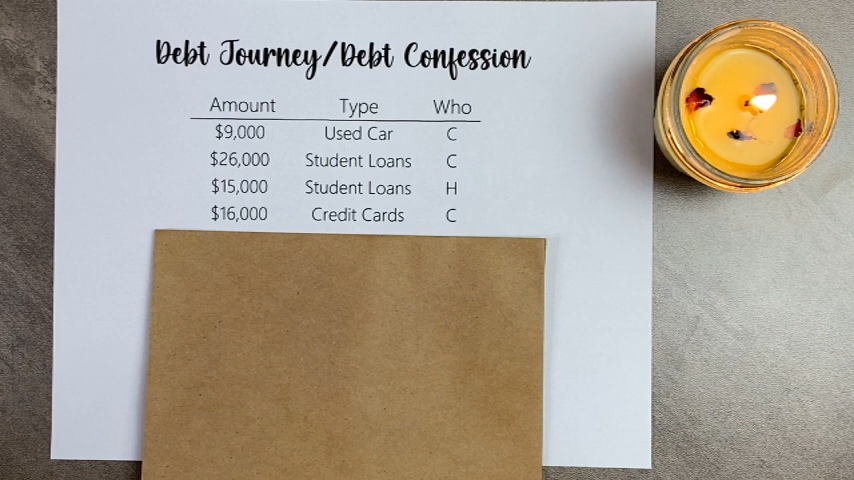 Debt Journey/Debt Confession
Amount Type Who
$9,000 Used Car C
$26,000 Student Loans C
$15,000 Student Loans H
$16,000 Credit Cards C